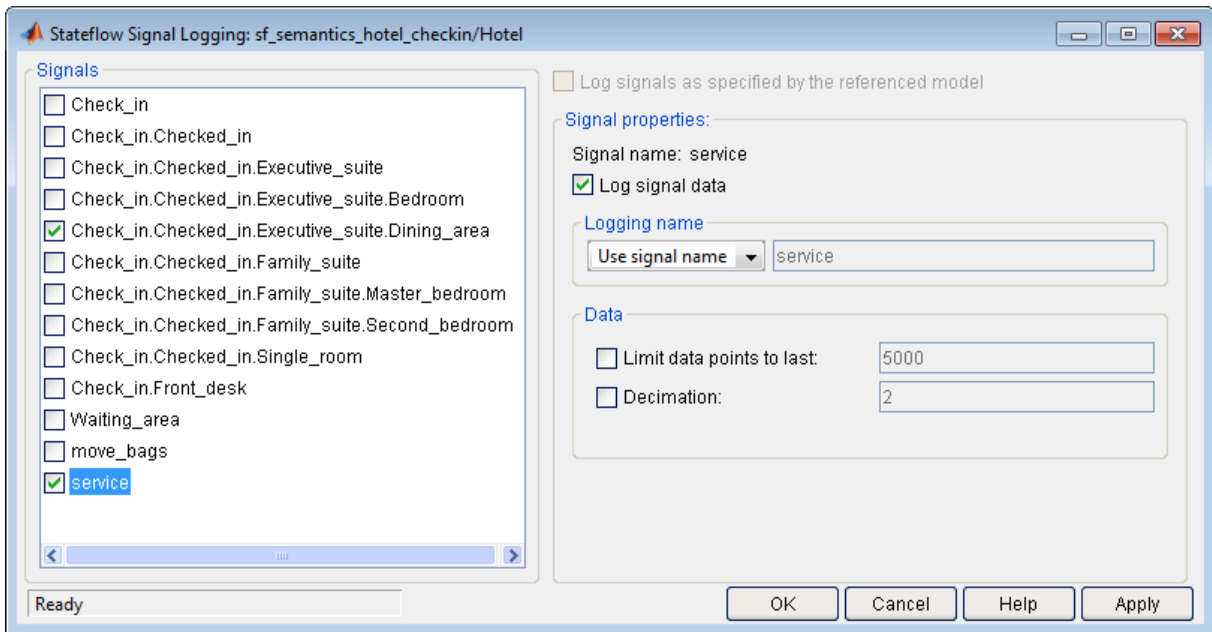 Stateflow Signal Logging: sf_semantics_hotel_checkin/Hotel
Signals
Check_in
Check_in.Checked_in
Check_in.Checked_in.Executive_suite
Check_in.Checked_in.Executive_suite.Bedroom
Check_in.Checked_in.Executive_suite.Dining_area
Check_in.Checked_in.Family_suite
Check_in.Checked_in.Family_suite.Master_bedroom
Check_in.Checked_in.Family_suite.Second_bedroom
Check_in.Checked_in.Single_room
Check_in.Front_desk
Waiting_area
move_bags
service
Log signals as specified by the referenced model
Signal properties:
Signal name: service
Log signal data
Logging name
Use signal name service
Data
Limit data points to last: 5000
Decimation: 2
Ready
OK Cancel Help Apply